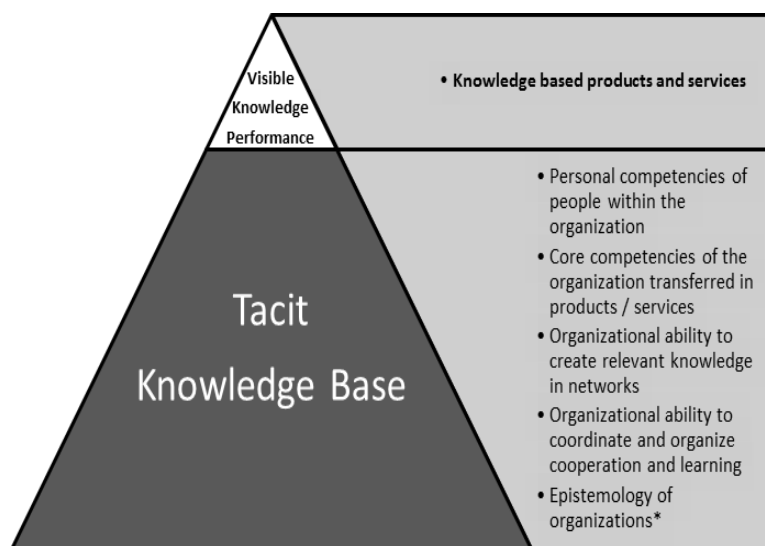 Visible
Knowledge
Performance
• Knowledge based products and services
Tacit
Knowledge Base
• Personal competencies of
people within the
organization
• Core competencies of the
organization transferred in
products / services
• Organizational ability to
create relevant knowledge
in networks
• Organizational ability to
coordinate and organize
cooperation and learning
• Epistemology of
organizations*